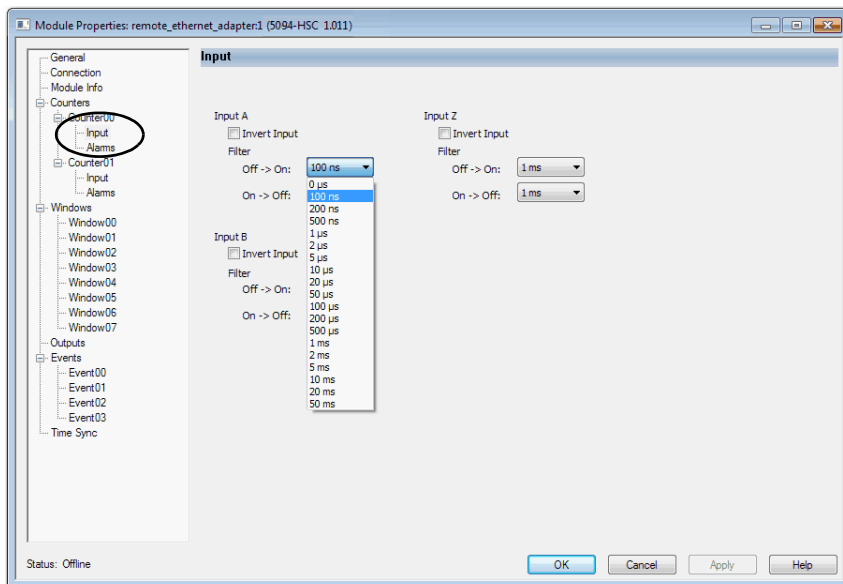 Module Properties: remote_ethernet_adapter:1 (5094-HSC 1.011)
General
Connection
Module Info
Counters
Counter00
Input
Alarms
Counter01
Input
Alarms
Windows
Window00
Window01
Window02
Window03
Window04
Window05
Window06
Window07
Outputs
Events
Event00
Event01
Event02
Event03
Time Sync
Input
Input A
Invert Input
Filter
Off -> On: 100 ns
On -> Off:
0 µs
100 ns
200 ns
500 ns
1 µs
2 µs
5 µs
10 µs
20 µs
50 µs
100 µs
200 µs
500 µs
1 ms
2 ms
5 ms
10 ms
20 ms
50 ms
Input B
Invert Input
Filter
Off -> On:
On -> Off:
Input Z
Invert Input
Filter
Off -> On: 1 ms
On -> Off: 1 ms
Status: Offline
OK Cancel Apply Help